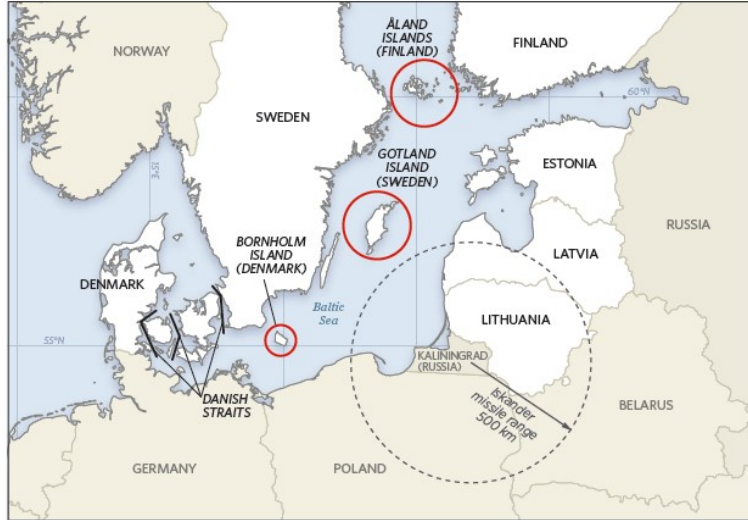 ÅLAND
ISLANDS
(FINLAND)
NORWAY
FINLAND
60°N
SWEDEN
GOTLAND
ISLAND
(SWEDEN)
ESTONIA
15°E
RUSSIA
BORNHOLM
ISLAND
(DENMARK)
LATVIA
DENMARK
Baltic
Sea
LITHUANIA
55°N
KALININGRAD
(RUSSIA)
DANISH
STRAITS
Iskander
missile range
500 km
BELARUS
GERMANY
POLAND